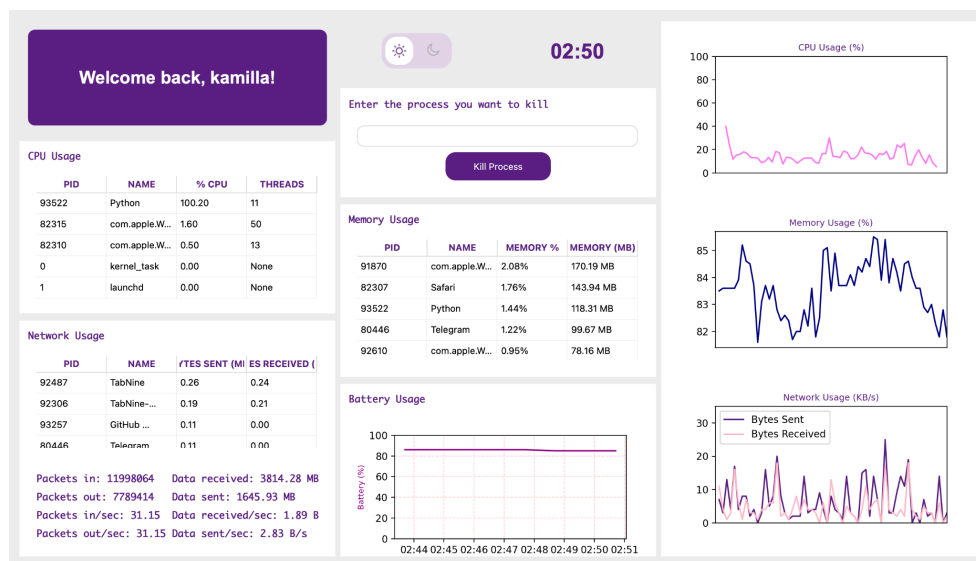 Welcome back, kamilla!
CPU Usage
PID NAME % CPU THREADS
93522 Python 100.20 11
82315 com.apple.W... 1.60 50
82310 com.apple.W... 0.50 13
0 kernel_task 0.00 None
1 launchd 0.00 None
Network Usage
PID NAME YTES SENT (MI ES RECEIVED (
92487 TabNine 0.26 0.24
92306 TabNine-... 0.19 0.21
93257 GitHub ... 0.11 0.00
80446 Telegram 0.11 0.00
Packets in: 11998064 Data received: 3814.28 MB
Packets out: 7789414 Data sent: 1645.93 MB
Packets in/sec: 31.15 Data received/sec: 1.89 B
Packets out/sec: 31.15 Data sent/sec: 2.83 B/s
02:50
Enter the process you want to kill
Kill Process
Memory Usage
PID NAME MEMORY % MEMORY (MB)
91870 com.apple.W... 2.08% 170.19 MB
82307 Safari 1.76% 143.94 MB
93522 Python 1.44% 118.31 MB
80446 Telegram 1.22% 99.67 MB
92610 com.apple.W... 0.95% 78.16 MB
Battery Usage
Battery (%)
100
80
60
40
20
0
02:44 02:45 02:46 02:47 02:48 02:49 02:50 02:51
CPU Usage (%)
100
80
60
40
20
0
Memory Usage (%)
85
84
83
82
Network Usage (KB/s)
Bytes Sent
Bytes Received
30
20
10
0